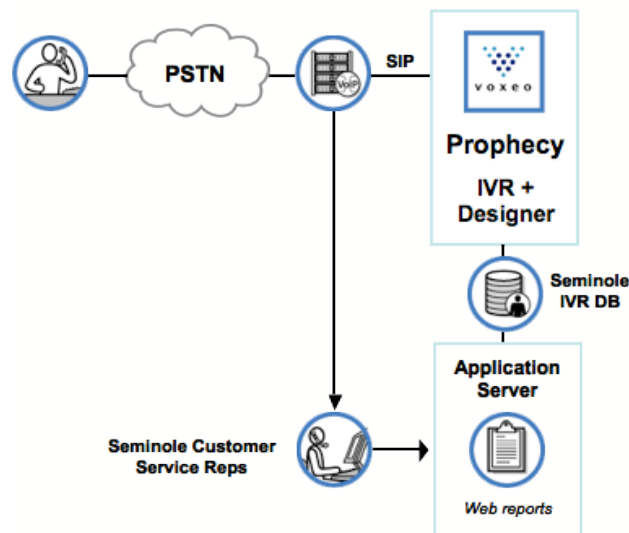 PSTN
VoIP
SIP
voxeo
Prophecy
IVR +
Designer
Seminole
IVR DB
Application
Server
Seminole Customer
Service Reps
Web reports